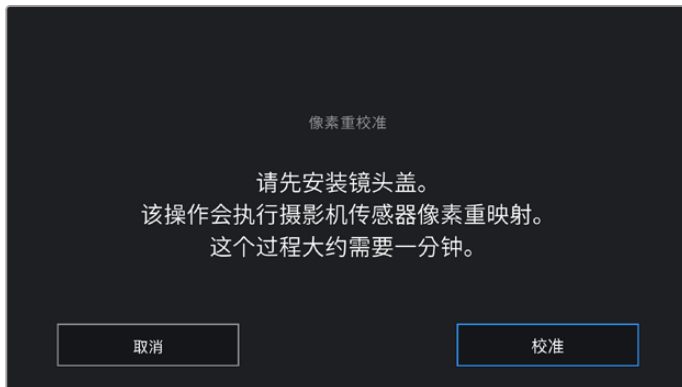 像素重校准
请先安装镜头盖。
该操作会执行摄影机传感器像素重映射。
这个过程大约需要一分钟。
取消
校准